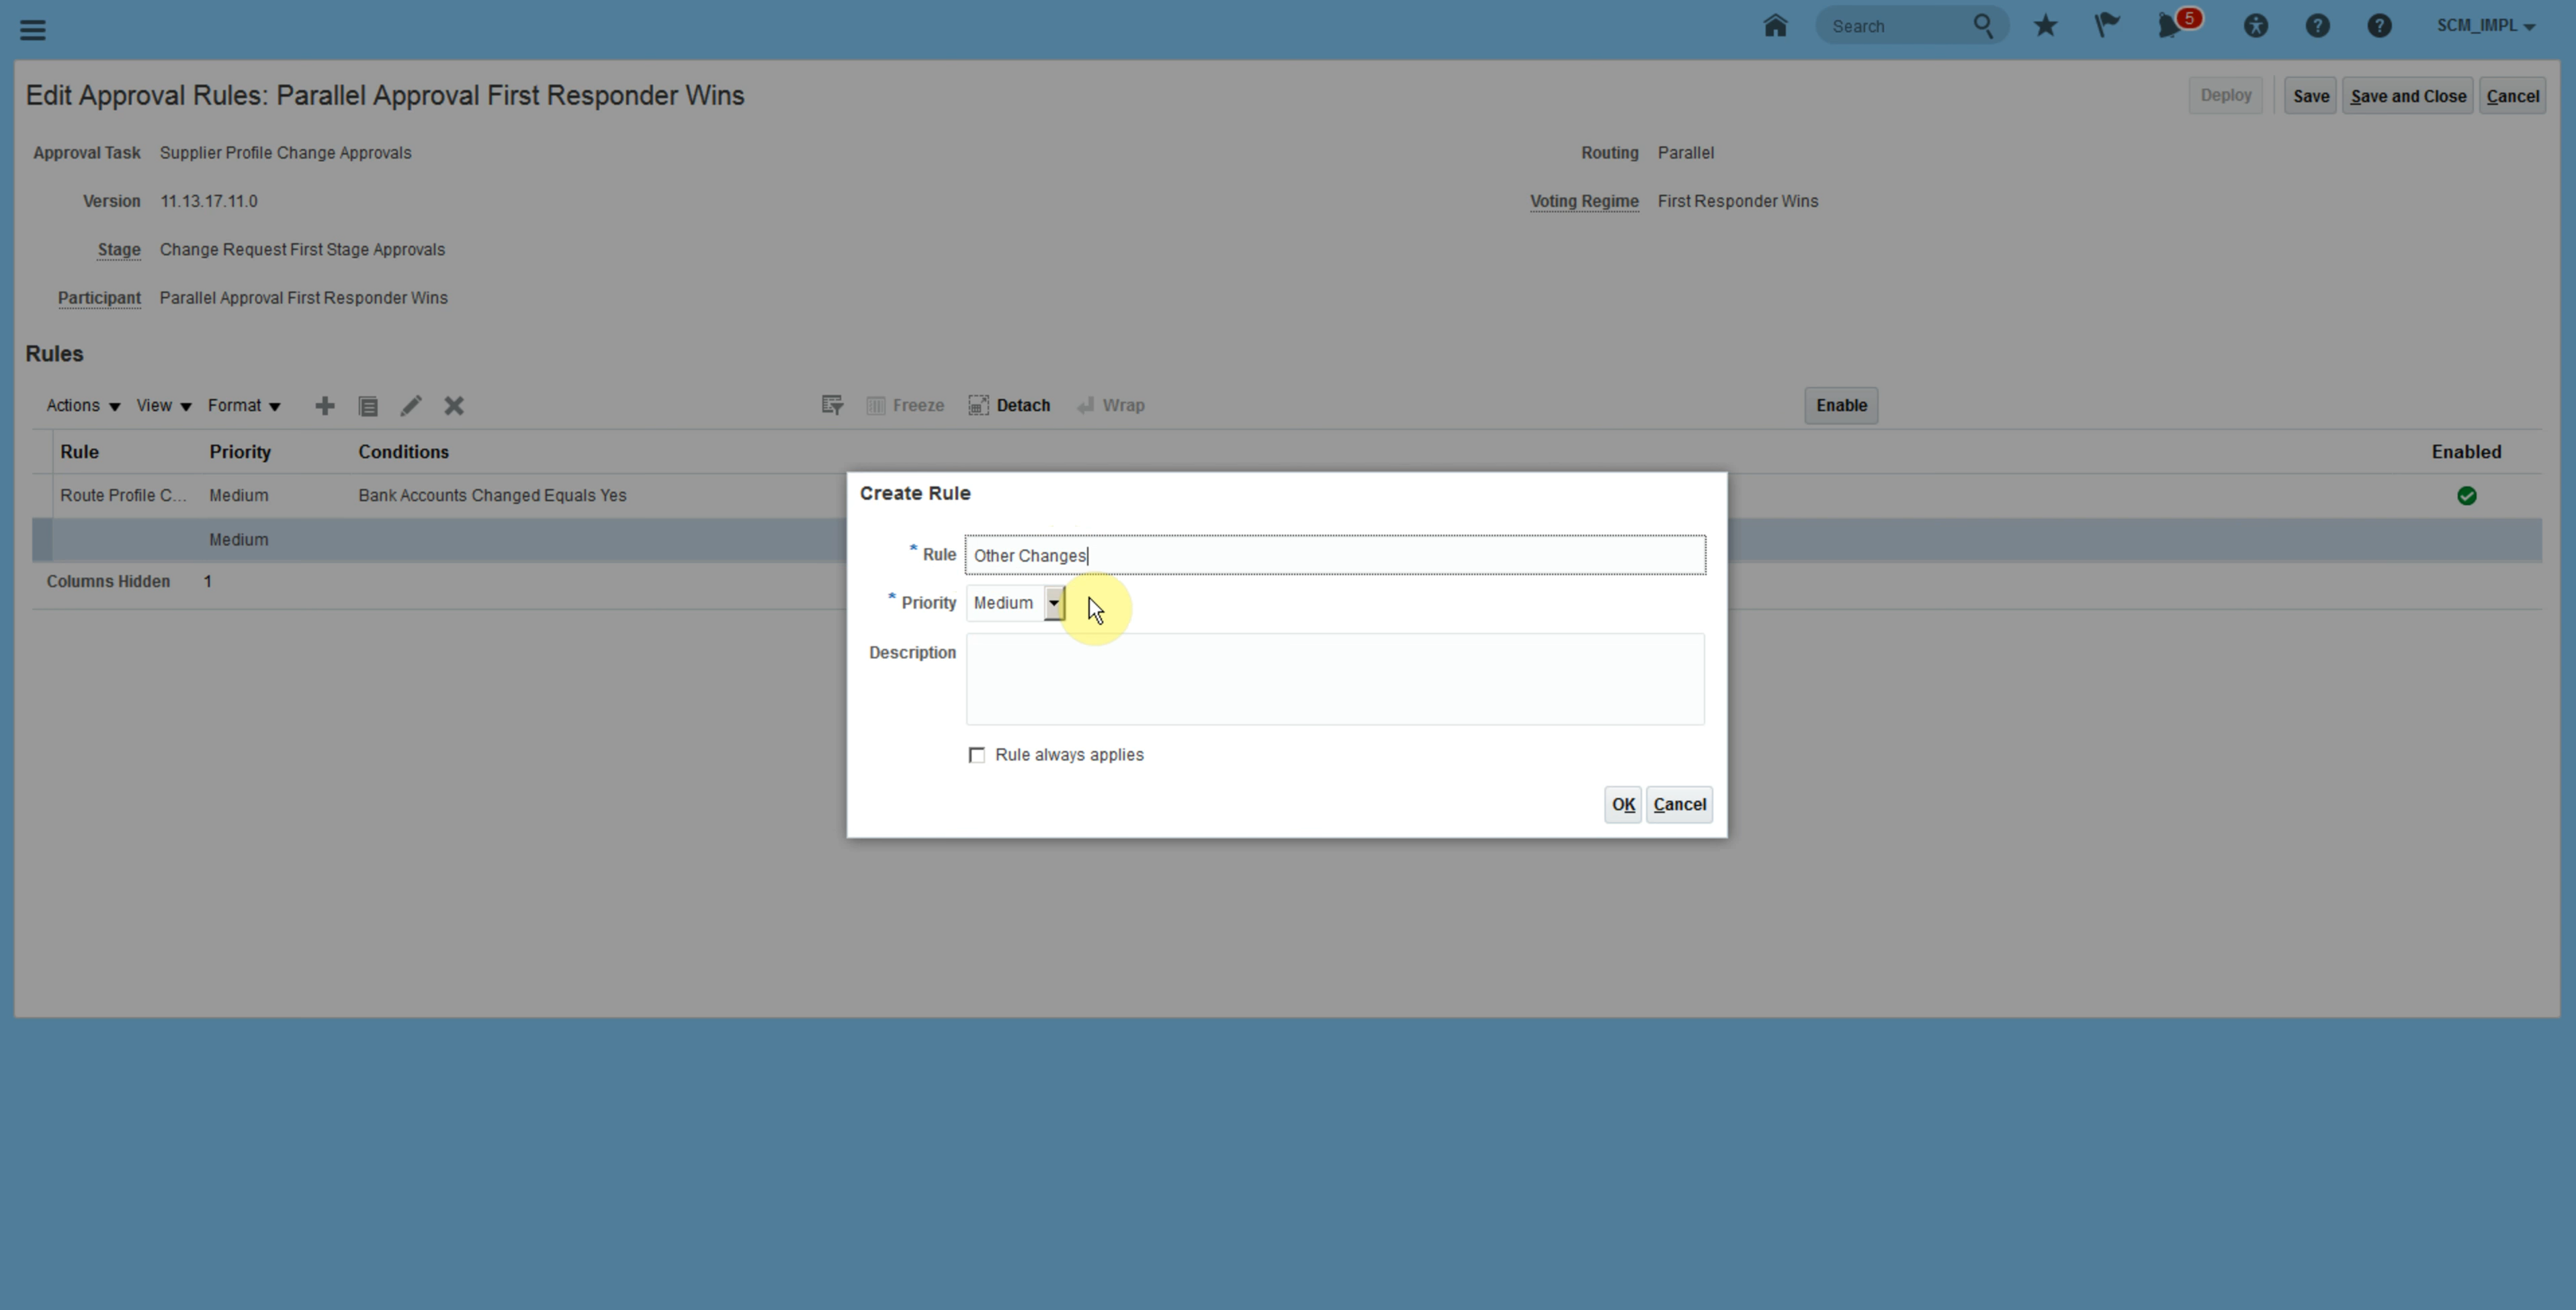 Search
5
SCM_IMPL
Edit Approval Rules: Parallel Approval First Responder Wins
Deploy Save Save and Close Cancel
Approval Task Supplier Profile Change Approvals
Routing Parallel
Version 11.13.17.11.0
Voting Regime First Responder Wins
Stage Change Request First Stage Approvals
Participant Parallel Approval First Responder Wins
Rules
Actions View Format Freeze Detach Wrap Enable
Rule Priority Conditions Enabled
Route Profile C... Medium Bank Accounts Changed Equals Yes
Medium
Columns Hidden 1
Create Rule
* Rule Other Changes
* Priority Medium
Description
Rule always applies
OK Cancel